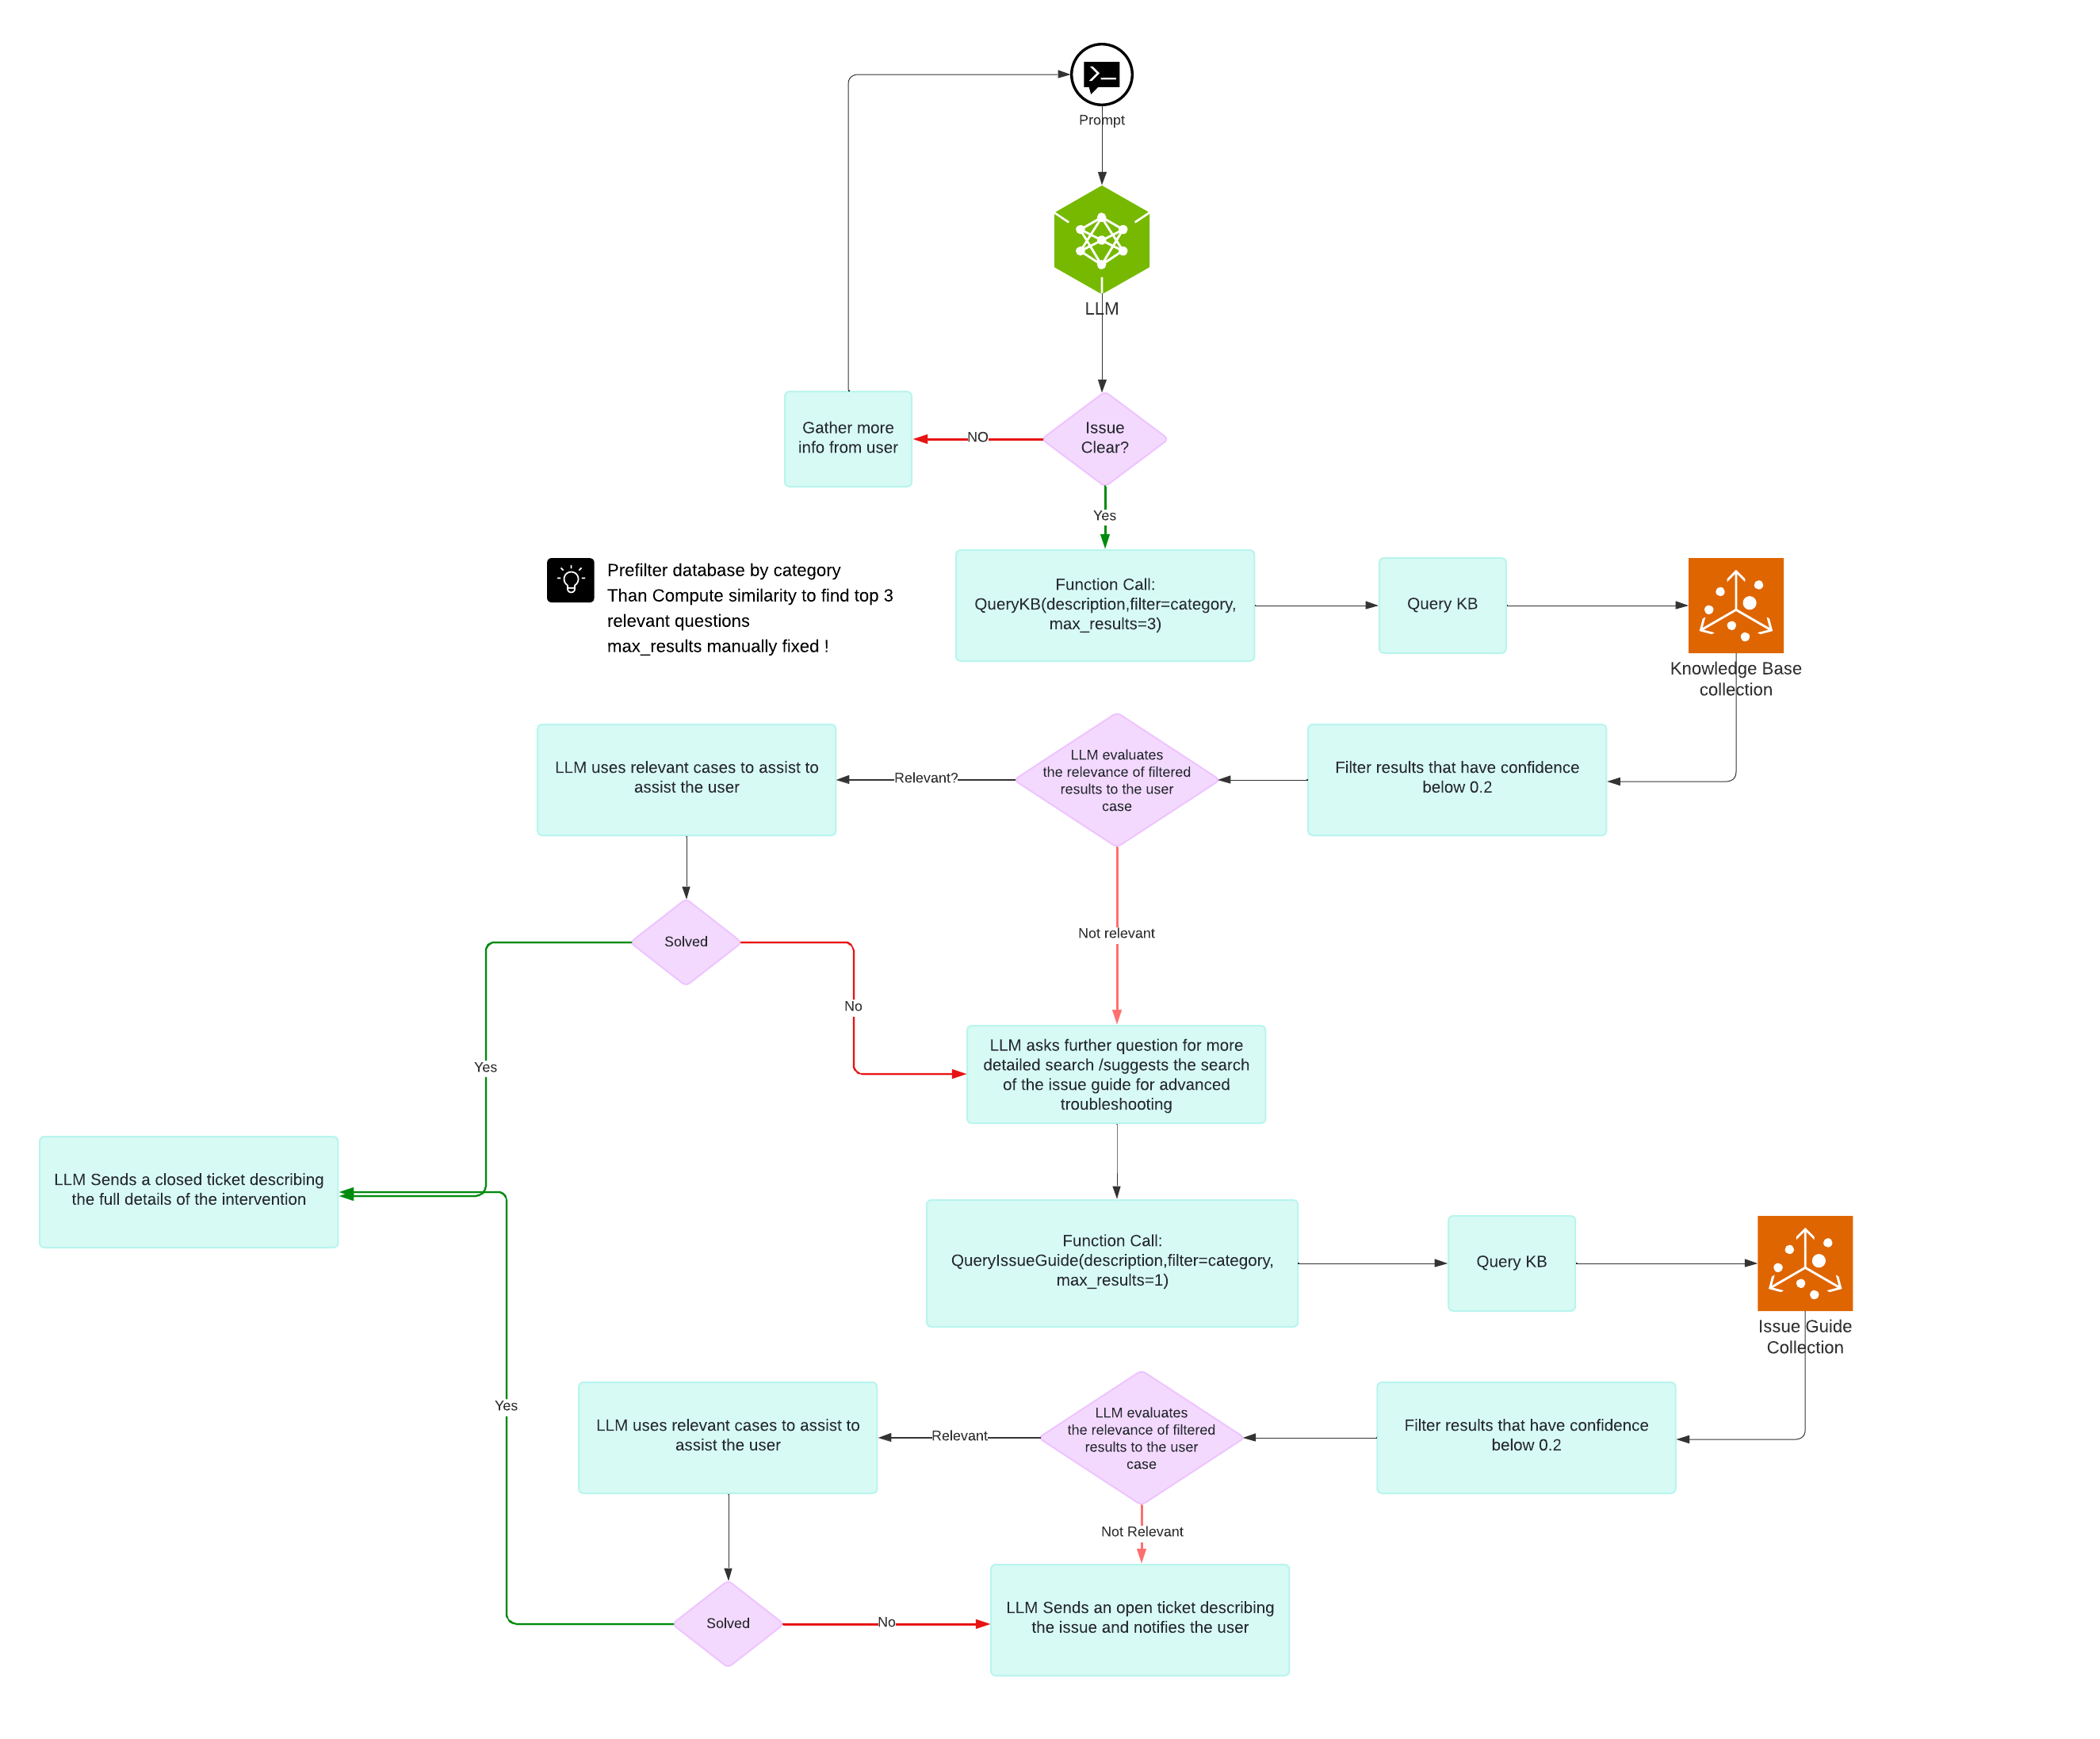 Prompt
LLM
Issue
Clear?
NO
Gather more
info from user
Yes
Prefilter database by category
Than Compute similarity to find top 3
relevant questions
max_results manually fixed !
Function Call:
QueryKB(description,filter=category,
max_results=3)
Query KB
Knowledge Base
collection
Filter results that have confidence
below 0.2
LLM evaluates
the relevance of filtered
results to the user
case
Relevant?
LLM uses relevant cases to assist to
assist the user
Not relevant
Solved
No
Yes
LLM asks further question for more
detailed search /suggests the search
of the issue guide for advanced
troubleshooting
LLM Sends a closed ticket describing
the full details of the intervention
Function Call:
QueryIssueGuide(description,filter=category,
max_results=1)
Query KB
Issue Guide
Collection
Filter results that have confidence
below 0.2
LLM evaluates
the relevance of filtered
results to the user
case
Relevant
LLM uses relevant cases to assist to
assist the user
Yes
Not Relevant
Solved
No
LLM Sends an open ticket describing
the issue and notifies the user